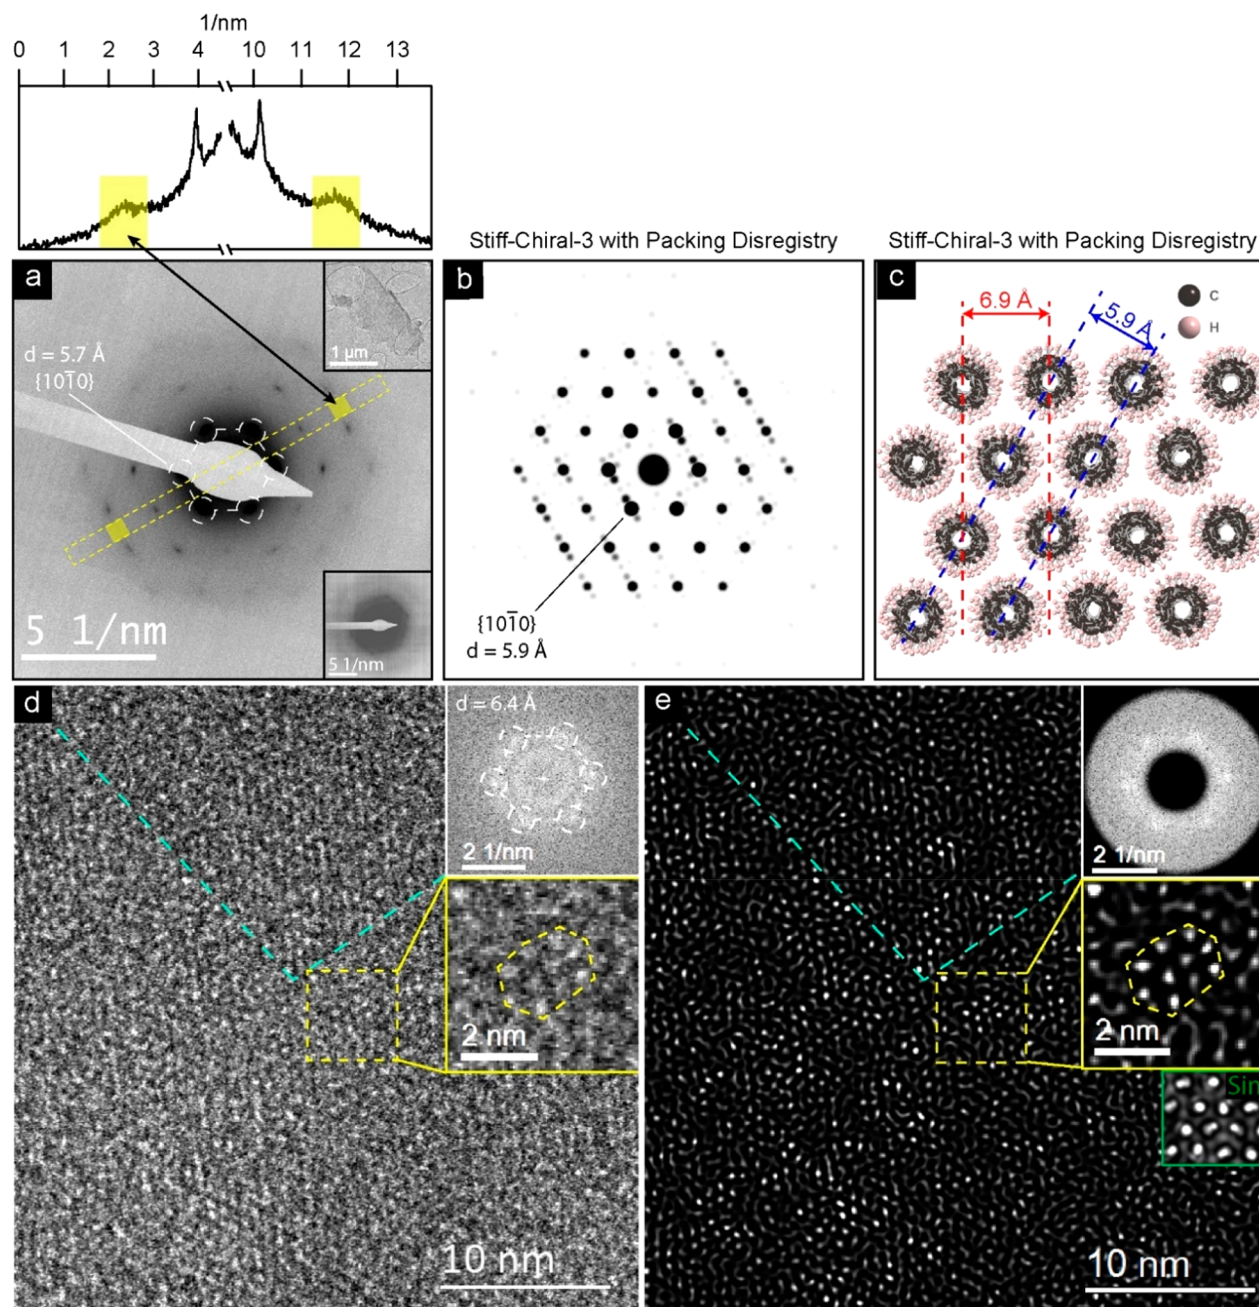 1/nm
0 1 2 3 4 10 11 12 13
Stiff-Chiral-3 with Packing Disregistry
Stiff-Chiral-3 with Packing Disregistry
a
1 μm
d = 5.7 Å
{101̄0}
5 1/nm
5 1/nm
b
{101̄0}
d = 5.9 Å
c
6.9 Å
5.9 Å
C
H
d
d = 6.4 Å
2 1/nm
2 nm
10 nm
e
2 1/nm
2 nm
Sim
10 nm